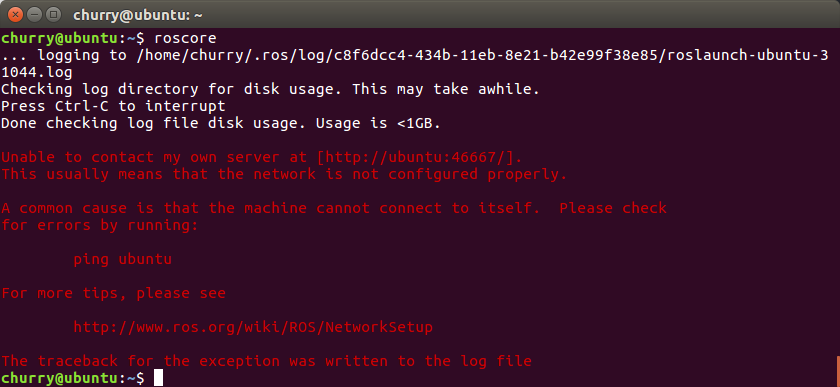 churry@ubuntu: ~
churry@ubuntu:~$ roscore
... logging to /home/churry/.ros/log/c8f6dcc4-434b-11eb-8e21-b42e99f38e85/roslaunch-ubuntu-3
1044.log
Checking log directory for disk usage. This may take awhile.
Press Ctrl-C to interrupt
Done checking log file disk usage. Usage is <1GB.
Unable to contact my own server at [http://ubuntu:46667/].
This usually means that the network is not configured properly.
A common cause is that the machine cannot connect to itself.  Please check
for errors by running:
ping ubuntu
For more tips, please see
http://www.ros.org/wiki/ROS/NetworkSetup
The traceback for the exception was written to the log file
churry@ubuntu:~$